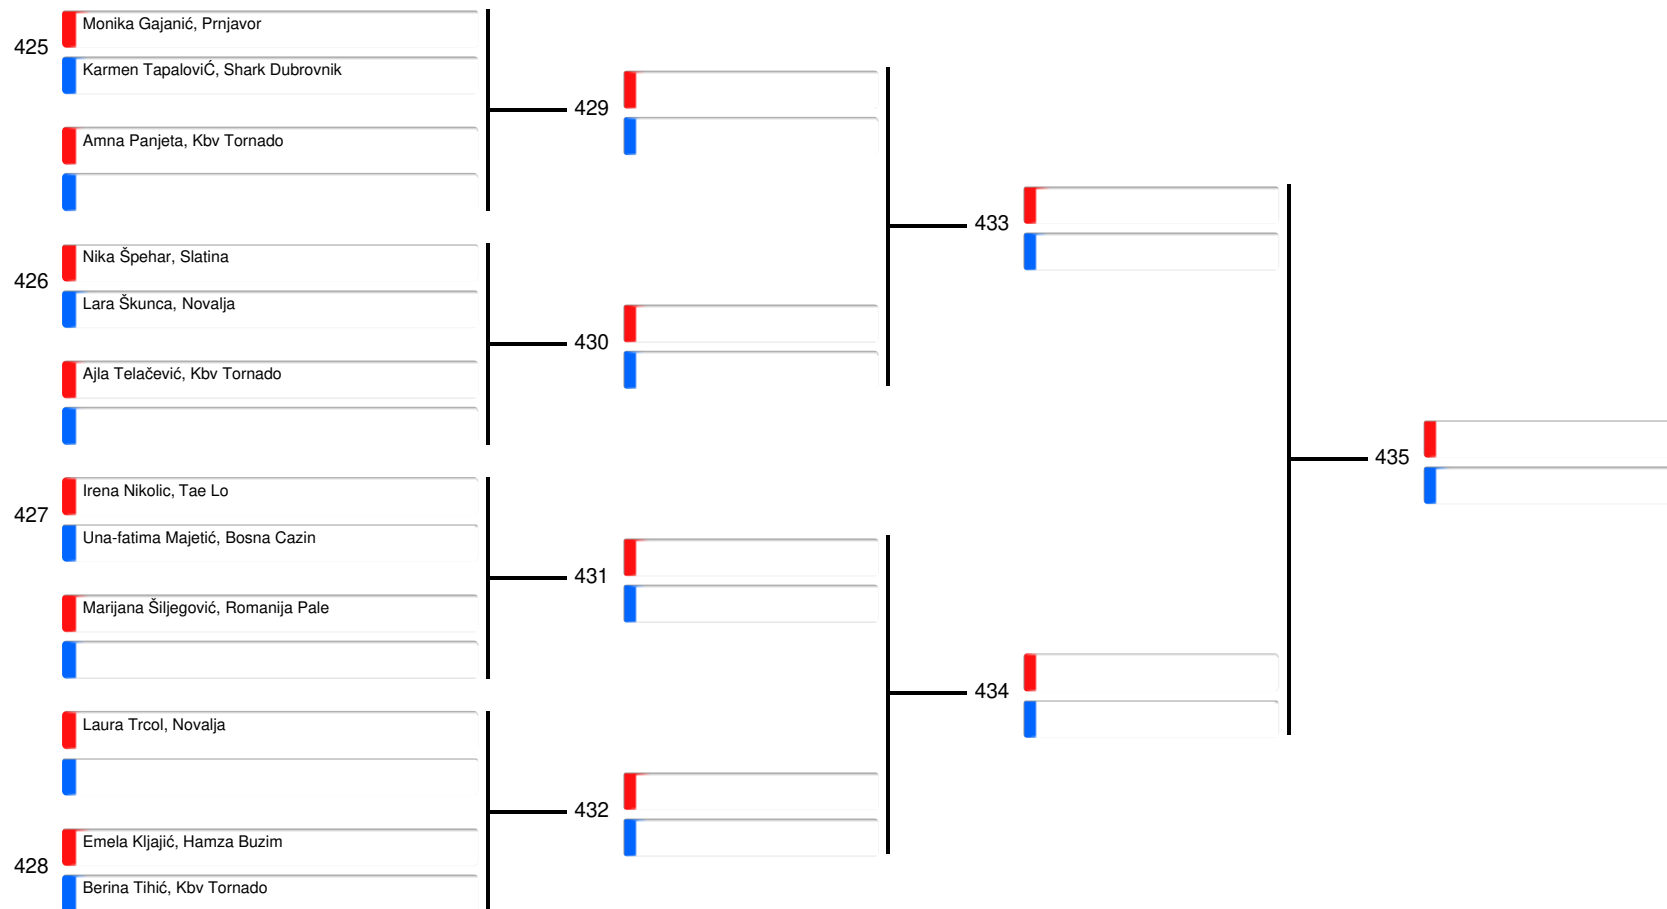 425
Monika Gajanić, Prnjavor
Karmen TapaloviĆ, Shark Dubrovnik
Amna Panjeta, Kbv Tornado
426
Nika Špehar, Slatina
Lara Škunca, Novalja
Ajla Telačević, Kbv Tornado
427
Irena Nikolic, Tae Lo
Una-fatima Majetić, Bosna Cazin
Marijana Šiljegović, Romanija Pale
Laura Trcol, Novalja
428
Emela Kljajić, Hamza Buzim
Berina Tihić, Kbv Tornado
429
430
431
432
433
434
435